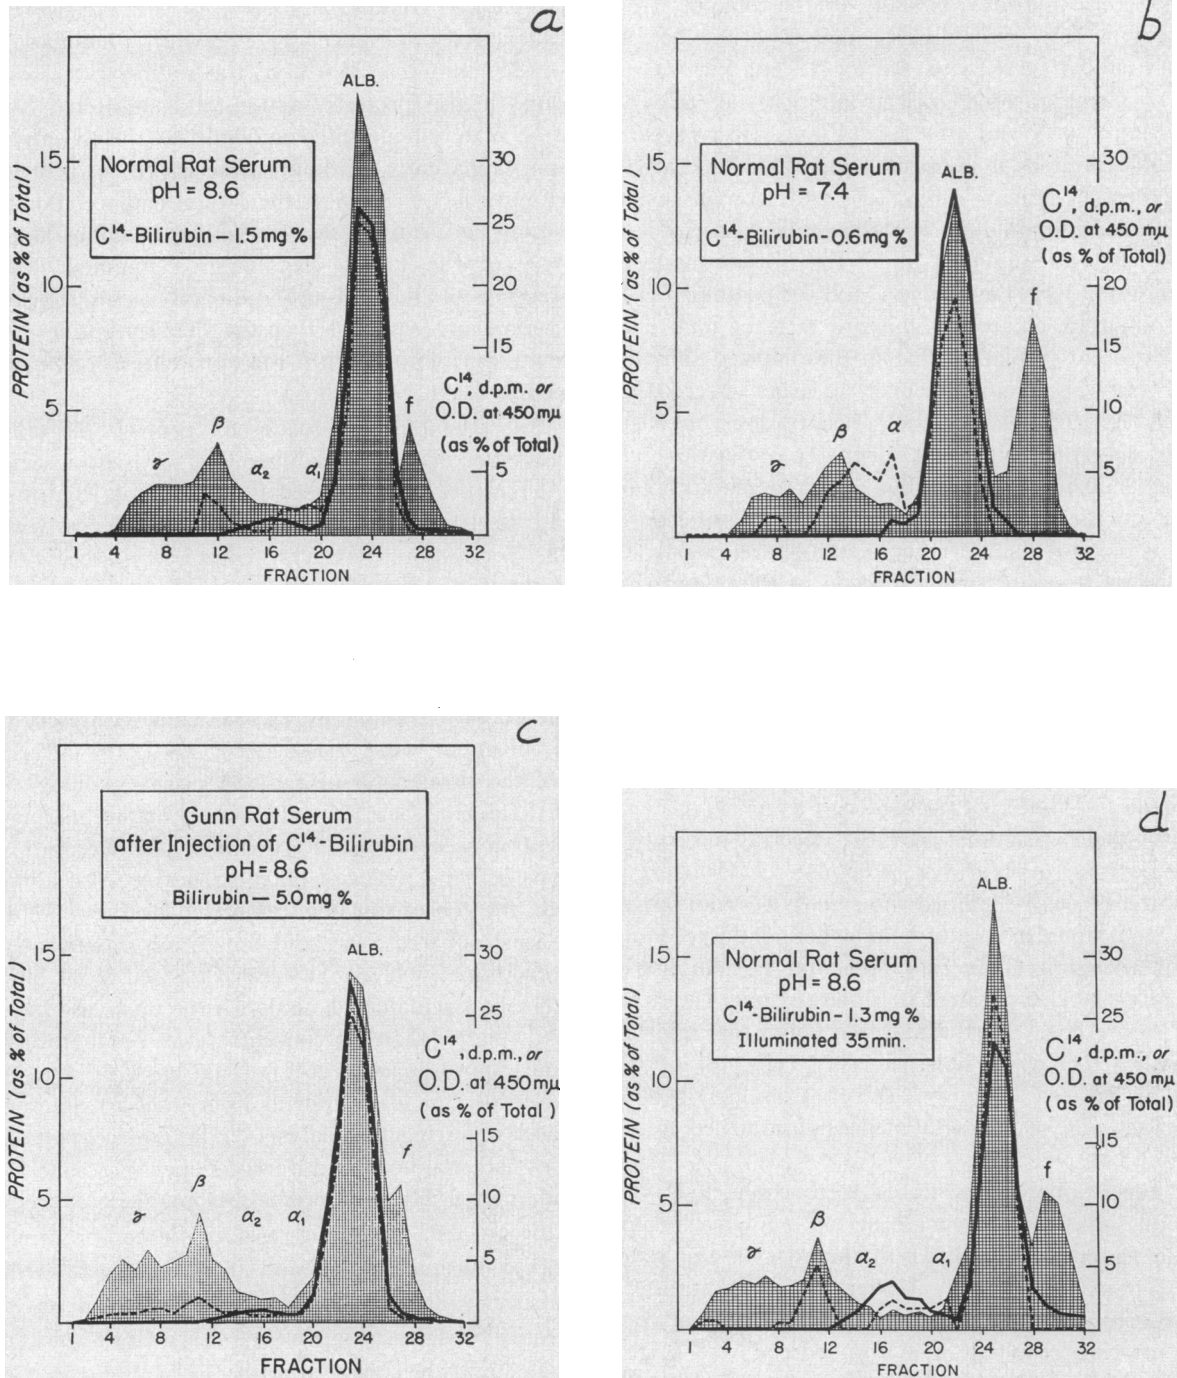 a
ALB.
Normal Rat Serum
pH = 8.6
C14-Bilirubin – 1.5 mg %
PROTEIN (as % of Total)
15
10
5
30
25
20
15
C14, d.p.m. or
O.D. at 450 mμ
(as % of Total)
5
γ
β
α2
α1
f
1 4 8 12 16 20 24 28 32
FRACTION
b
ALB.
Normal Rat Serum
pH = 7.4
C14-Bilirubin-0.6 mg %
PROTEIN (as % of Total)
15
10
5
30
C14, d.p.m., or
O.D. at 450 mμ
(as % of Total)
20
15
10
5
γ
β
α
f
1 4 8 12 16 20 24 28 32
FRACTION
c
Gunn Rat Serum
after Injection of C14-Bilirubin
pH = 8.6
Bilirubin — 5.0 mg %
ALB.
PROTEIN (as % of Total)
15
10
5
30
25
C14, d.p.m., or
O.D. at 450 mμ
(as % of Total)
15
10
5
γ
β
α2
α1
f
1 4 8 12 16 20 24 28 32
FRACTION
d
ALB.
Normal Rat Serum
pH = 8.6
C14-Bilirubin – 1.3 mg %
Illuminated 35 min.
PROTEIN (as % of Total)
15
10
5
30
25
C14, d.p.m., or
O.D. at 450 mμ
(as % of Total)
15
10
5
γ
β
α2
α1
f
1 4 8 12 16 20 24 28 32
FRACTION